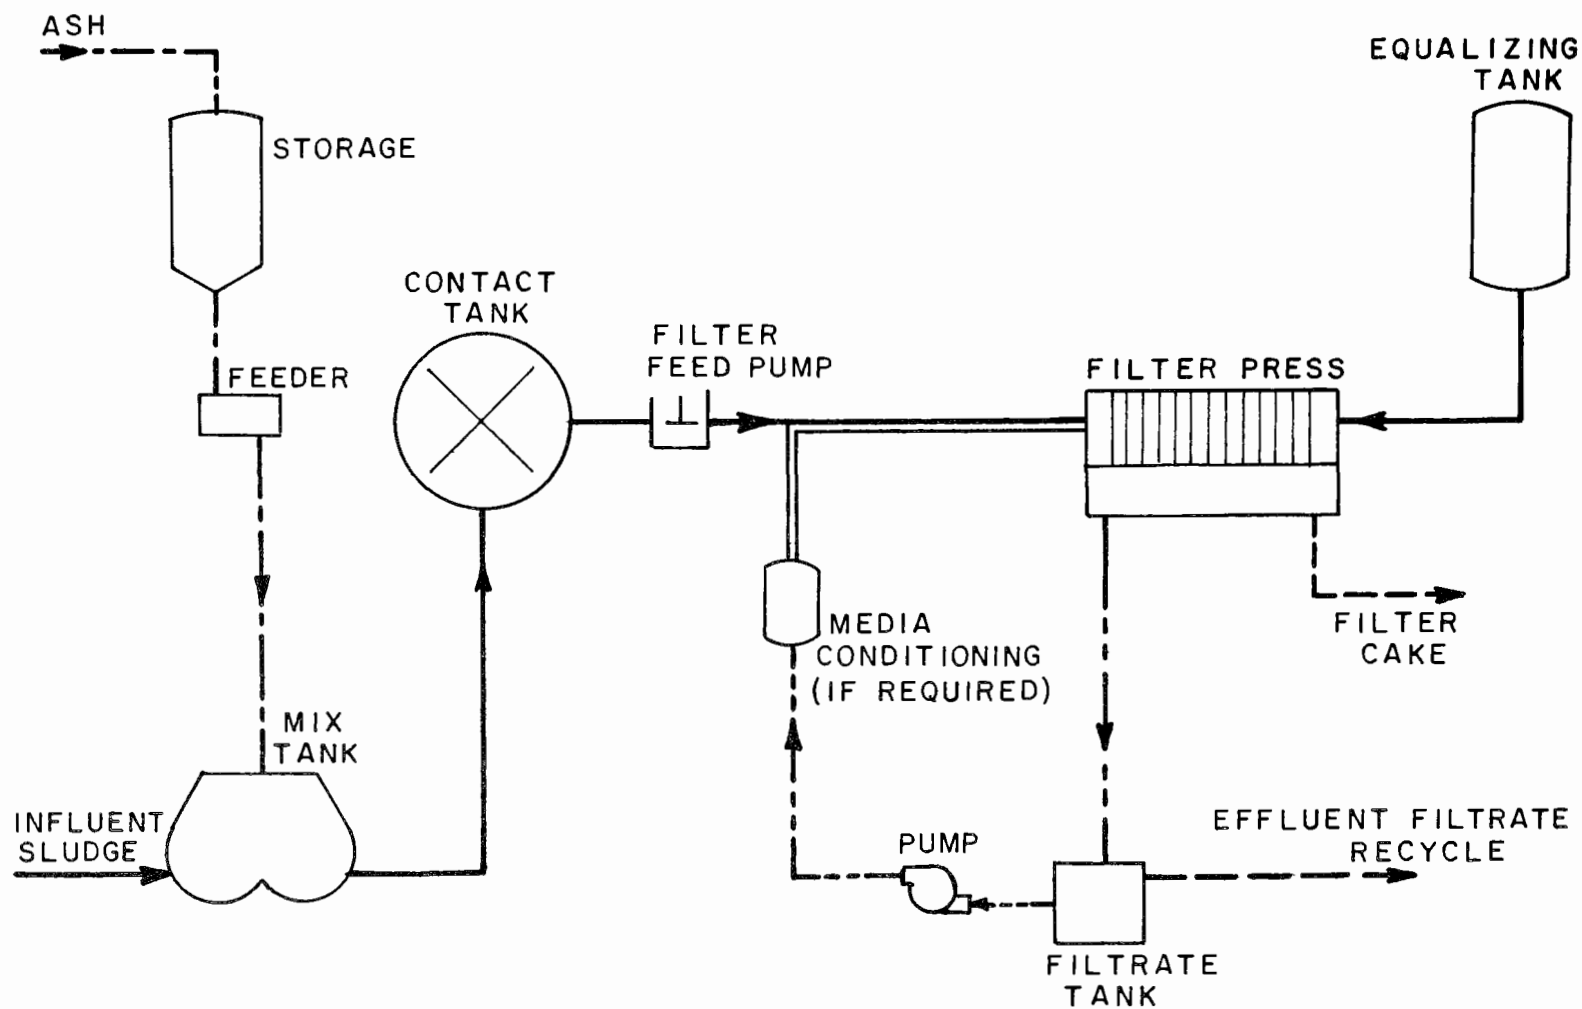 ASH
EQUALIZING
TANK
STORAGE
CONTACT
TANK
FILTER
FEED PUMP
FILTER PRESS
FEEDER
FILTER
CAKE
MEDIA
CONDITIONING
(IF REQUIRED)
MIX
TANK
INFLUENT
SLUDGE
PUMP
EFFLUENT FILTRATE
RECYCLE
FILTRATE
TANK